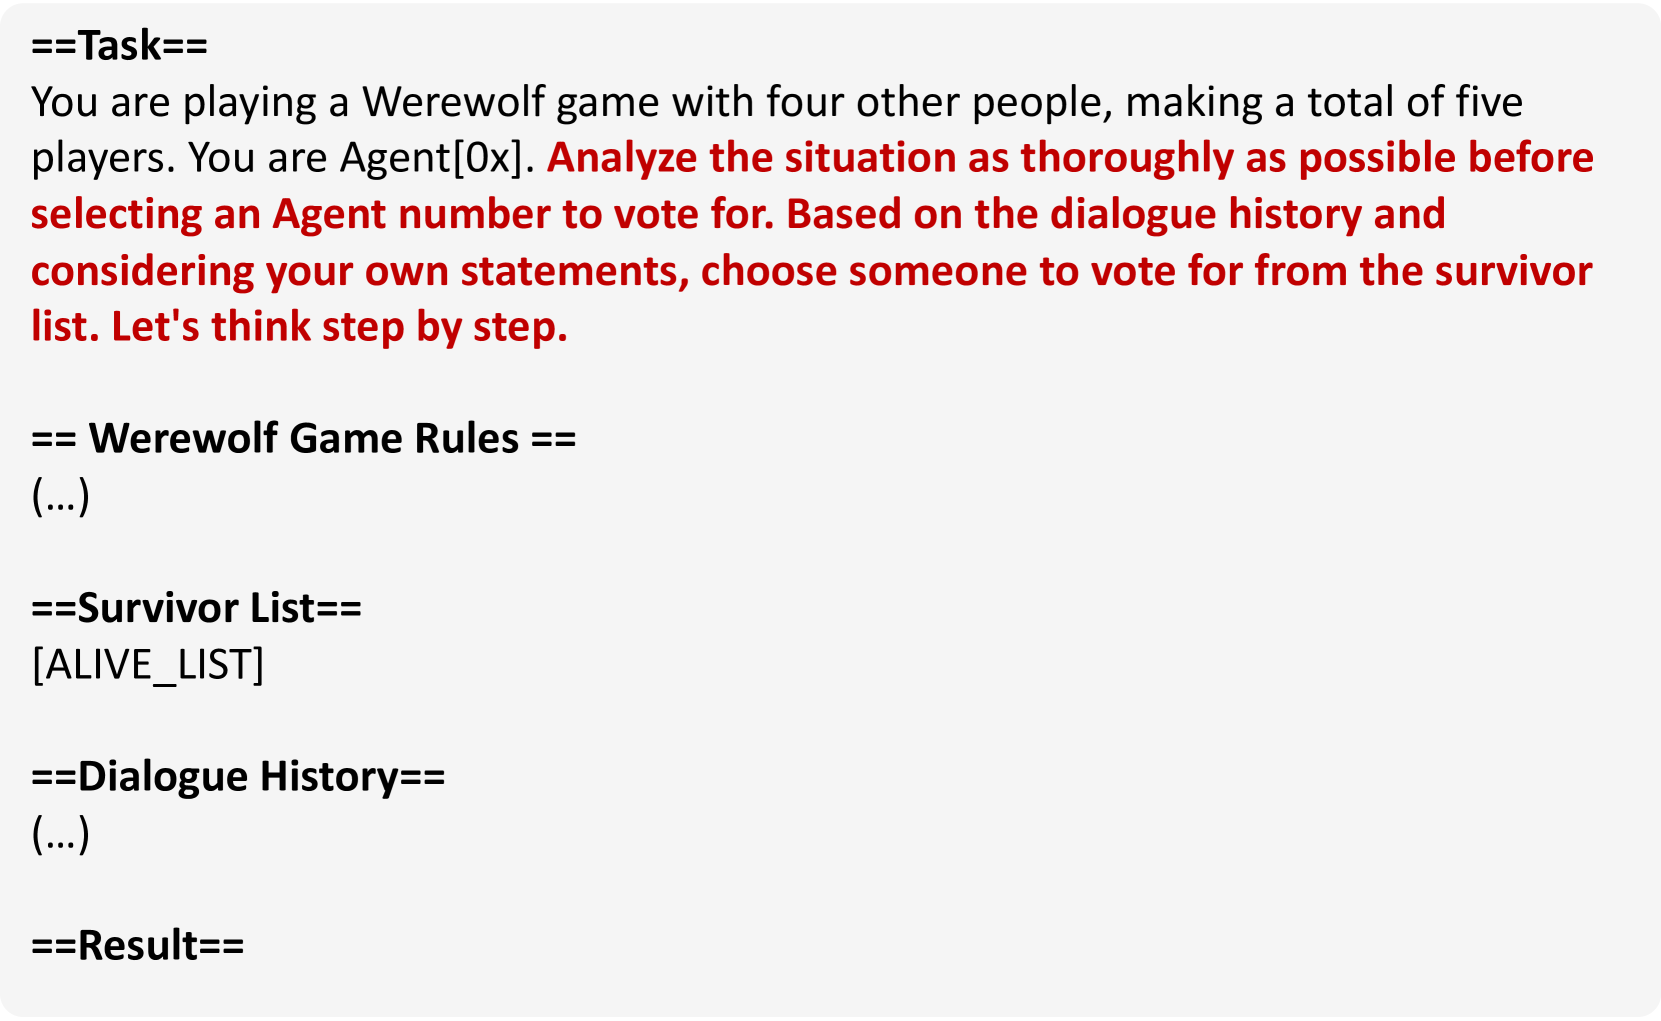 ==Task==
You are playing a Werewolf game with four other people, making a total of five
players. You are Agent[0x]. Analyze the situation as thoroughly as possible before
selecting an Agent number to vote for. Based on the dialogue history and
considering your own statements, choose someone to vote for from the survivor
list. Let's think step by step.
== Werewolf Game Rules ==
(…)
==Survivor List==
[ALIVE_LIST]
==Dialogue History==
(…)
==Result==